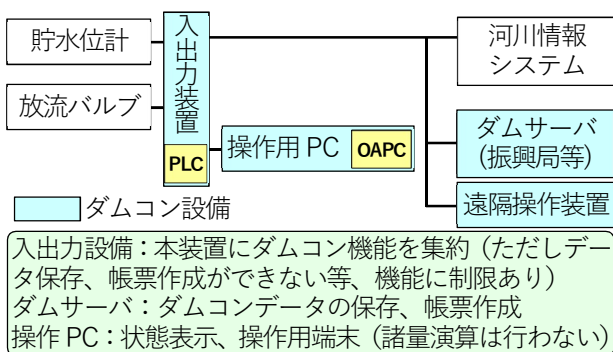 貯水位計
放流バルブ
入出力装置
PLC
操作用 PC
OAPC
河川情報
システム
ダムサーバ
(振興局等)
遠隔操作装置
ダムコン設備
入出力設備：本装置にダムコン機能を集約（ただしデー
タ保存、帳票作成ができない等、機能に制限あり）
ダムサーバ：ダムコンデータの保存、帳票作成
操作 PC：状態表示、操作用端末（諸量演算は行わない）